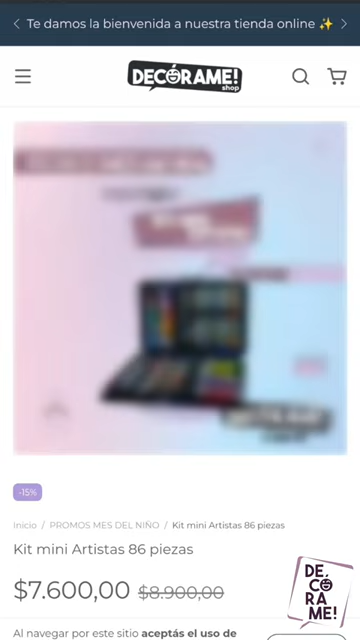 Te damos la bienvenida a nuestra tienda online ✨
DECÓRAME!
shop
-15%
Inicio / PROMOS MES DEL NIÑO / Kit mini Artistas 86 piezas
Kit mini Artistas 86 piezas
$7.600,00 $8.900,00
DE.
CÓ
RA
ME!
Al navegar por este sitio aceptás el uso de